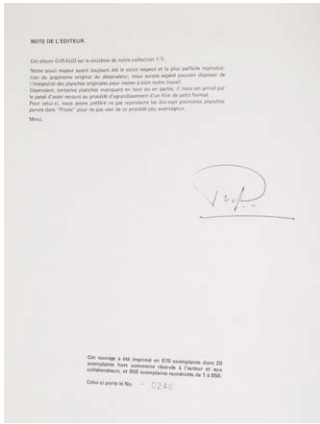 NOTE DE L'EDITEUR.
Cet album GIRAUD est le sixième de notre collection 1/1.
Notre souci majeur ayant toujours été le strict respect et la plus parfaite reproduc-
tion du graphisme original du dessinateur, nous avons espéré pouvoir disposer de
l'intégralité des planches originales pour mener à bien notre travail.
Cependant, certaines planches manquant en tout ou en partie, il nous est arrivé par
le passé d'avoir recours au procédé d'agrandissement d'un film de petit format.
Pour celui-ci, nous avons préféré ne pas reproduire les dix-sept premières planches
parues dans "Pilote" pour ne pas user de ce procédé peu avantageux.
Merci.
Cet ouvrage a été imprimé en 870 exemplaires dont 20
exemplaires hors commerce réservés à l'auteur et aux
collaborateurs, et 850 exemplaires numérotés de 1 à 850.
Celui-ci porte le No. - 0246